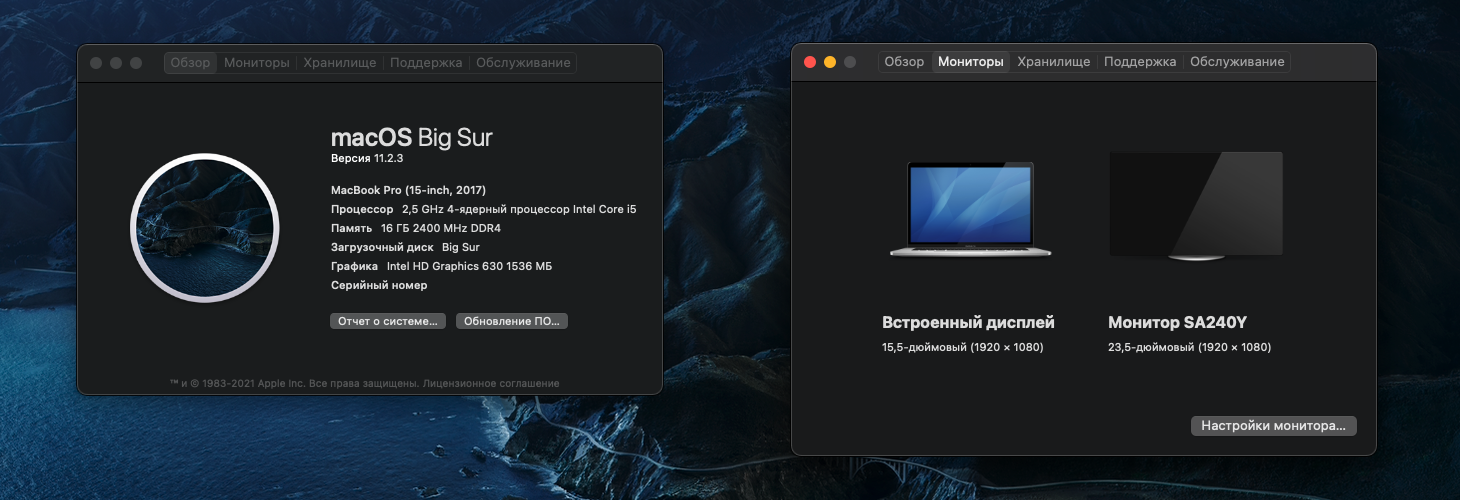 Обзор Мониторы Хранилище Поддержка Обслуживание
macOS Big Sur
Версия 11.2.3
MacBook Pro (15-inch, 2017)
Процессор 2,5 GHz 4-ядерный процессор Intel Core i5
Память 16 ГБ 2400 MHz DDR4
Загрузочный диск Big Sur
Графика Intel HD Graphics 630 1536 МБ
Серийный номер
Отчет о системе... Обновление ПО...
™ и © 1983-2021 Apple Inc. Все права защищены. Лицензионное соглашение
Обзор Мониторы Хранилище Поддержка Обслуживание
Встроенный дисплей
15,5-дюймовый (1920 × 1080)
Монитор SA240Y
23,5-дюймовый (1920 × 1080)
Настройки монитора...